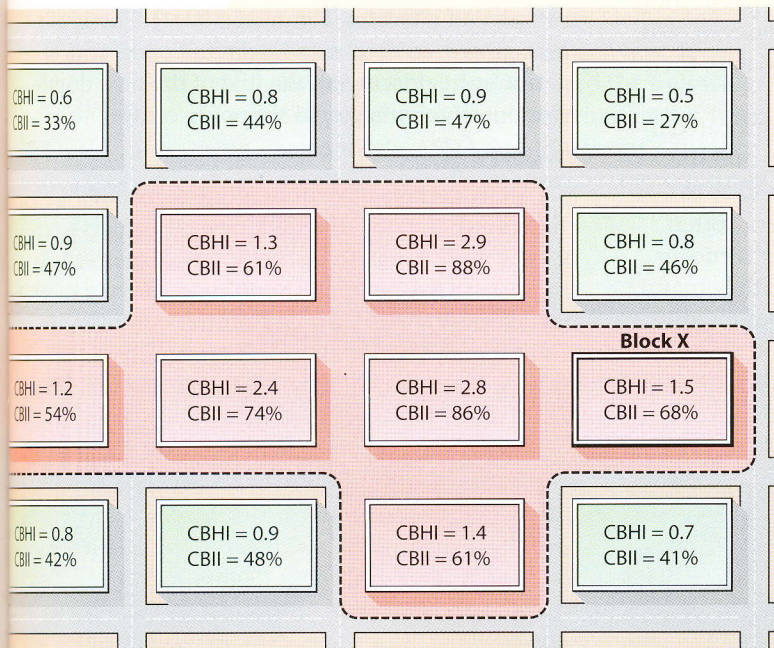 CBHI = 0.6
CBII = 33%
CBHI = 0.8
CBII = 44%
CBHI = 0.9
CBII = 47%
CBHI = 0.5
CBII = 27%
CBHI = 0.9
CBII = 47%
CBHI = 1.3
CBII = 61%
CBHI = 2.9
CBII = 88%
CBHI = 0.8
CBII = 46%
Block X
CBHI = 1.2
CBII = 54%
CBHI = 2.4
CBII = 74%
CBHI = 2.8
CBII = 86%
CBHI = 1.5
CBII = 68%
CBHI = 0.8
CBII = 42%
CBHI = 0.9
CBII = 48%
CBHI = 1.4
CBII = 61%
CBHI = 0.7
CBII = 41%